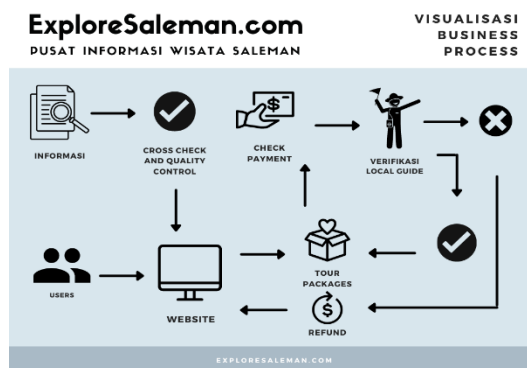 ExploreSaleman.com
PUSAT INFORMASI WISATA SALEMAN
VISUALISASI
BUSINESS
PROCESS
INFORMASI
CROSS CHECK
AND QUALITY
CONTROL
CHECK
PAYMENT
VERIFIKASI
LOCAL GUIDE
USERS
WEBSITE
TOUR
PACKAGES
REFUND
EXPLORESALEMAN.COM